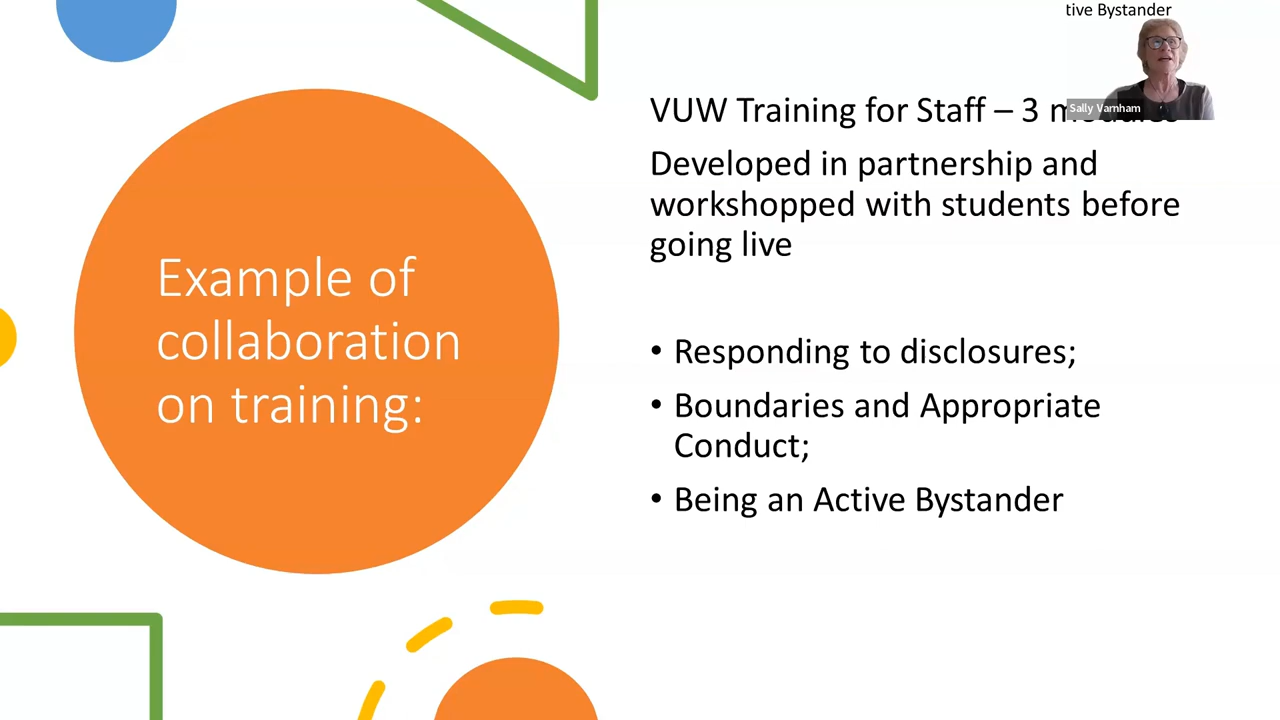 tive Bystander
Sally Varnham
Example of
collaboration
on training:
VUW Training for Staff – 3
Developed in partnership and
workshopped with students before
going live
• Responding to disclosures;
• Boundaries and Appropriate
Conduct;
• Being an Active Bystander